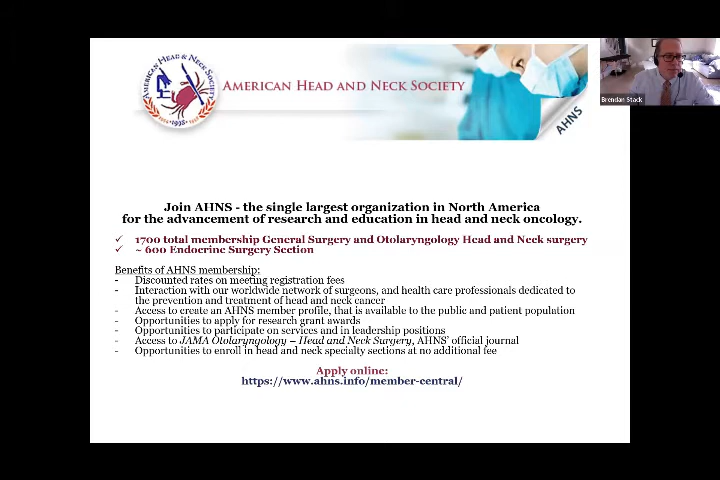 AMERICAN HEAD & NECK SOCIETY
1998
AMERICAN HEAD AND NECK SOCIETY
AHNS
Brendan Stack
Join AHNS - the single largest organization in North America
for the advancement of research and education in head and neck oncology.
✓ 1700 total membership General Surgery and Otolaryngology Head and Neck surgery
✓ ~ 600 Endocrine Surgery Section
Benefits of AHNS membership:
- Discounted rates on meeting registration fees
- Interaction with our worldwide network of surgeons, and health care professionals dedicated to
the prevention and treatment of head and neck cancer
- Access to create an AHNS member profile, that is available to the public and patient population
- Opportunities to apply for research grant awards
- Opportunities to participate on services and in leadership positions
- Access to JAMA Otolaryngology – Head and Neck Surgery, AHNS' official journal
- Opportunities to enroll in head and neck specialty sections at no additional fee
Apply online:
https://www.ahns.info/member-central/